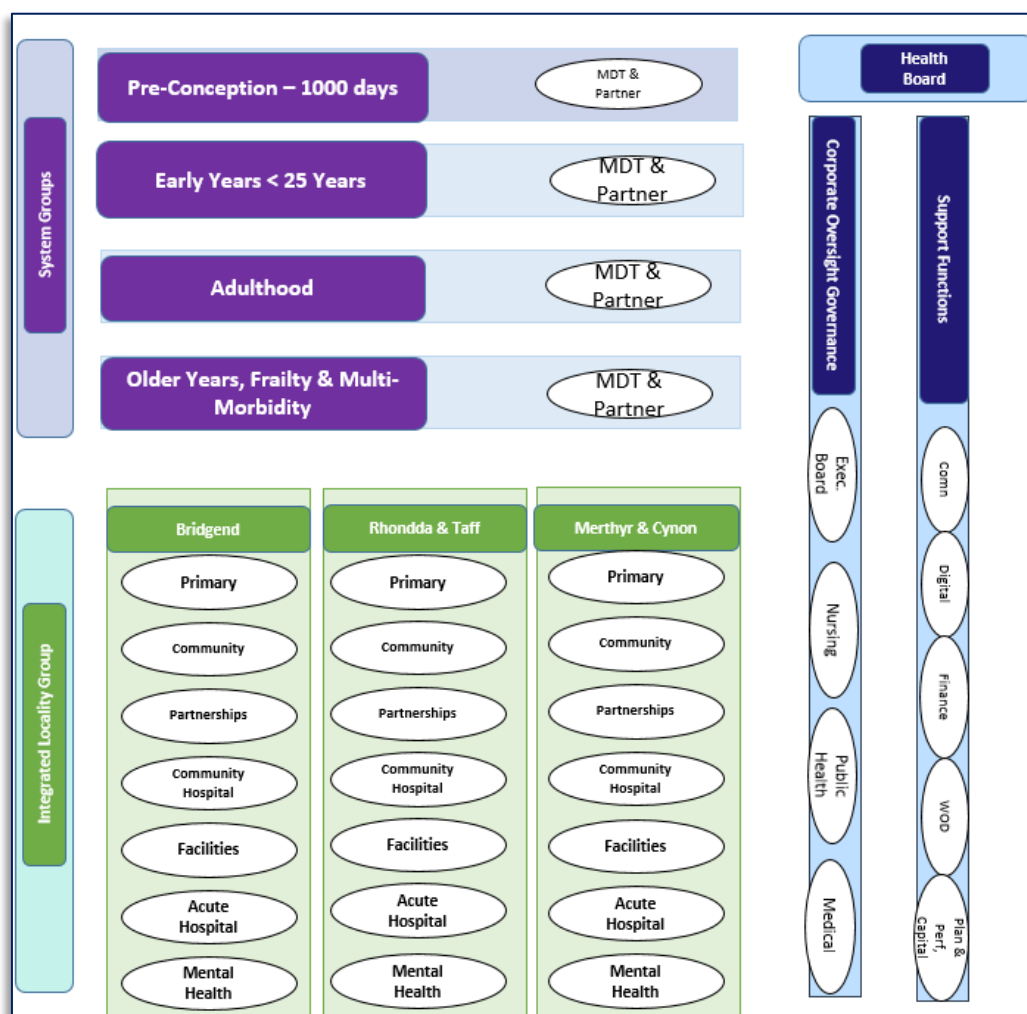 System Groups
Pre-Conception – 1000 days
MDT &
Partner
Early Years < 25 Years
MDT &
Partner
Adulthood
MDT &
Partner
Older Years, Frailty & Multi-
Morbidity
MDT &
Partner
Integrated Locality Group
Bridgend
Primary
Community
Partnerships
Community
Hospital
Facilities
Acute
Hospital
Mental
Health
Rhondda & Taff
Primary
Community
Partnerships
Community
Hospital
Facilities
Acute
Hospital
Mental
Health
Merthyr & Cynon
Primary
Community
Partnerships
Community
Hospital
Facilities
Acute
Hospital
Mental
Health
Health
Board
Corporate Oversight Governance
Exec.
Board
Nursing
Public
Health
Medical
Support Functions
Comn
Digital
Finance
WOD
Plan &
Perf,
Capital